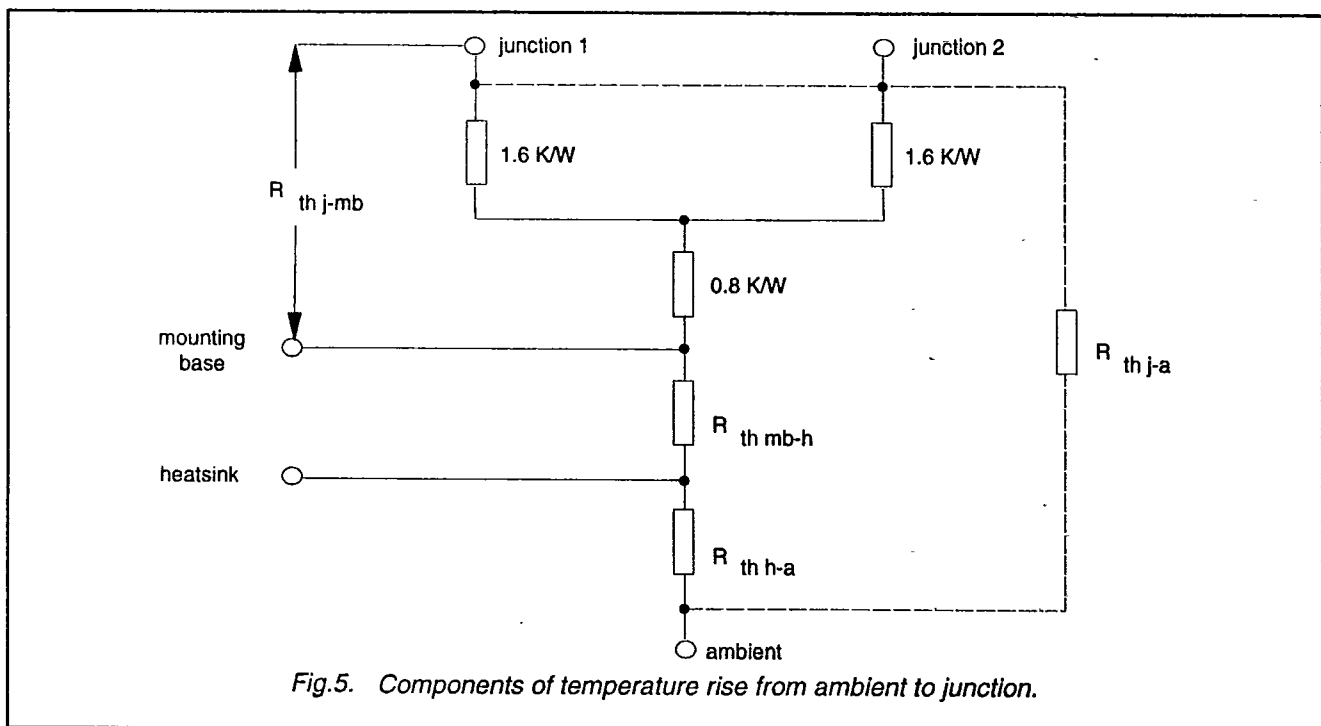 junction 1
junction 2
1.6 K/W
1.6 K/W
R th j-mb
0.8 K/W
mounting
base
R th j-a
R th mb-h
heatsink
R th h-a
ambient
Fig.5. Components of temperature rise from ambient to junction.